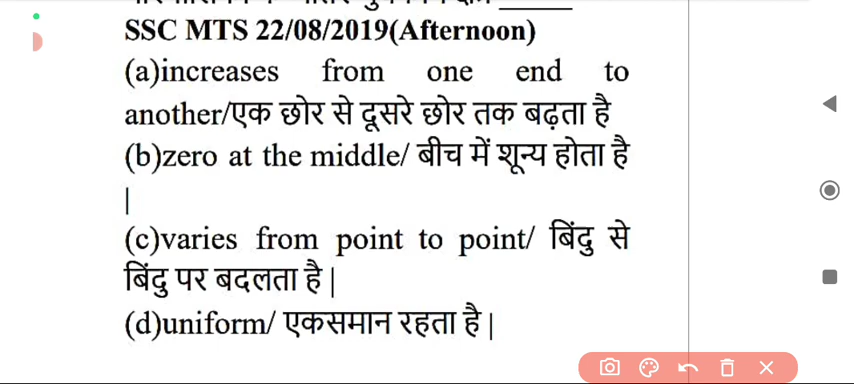 SSC MTS 22/08/2019(Afternoon)
(a)increases from one end to
another/एक छोर से दूसरे छोर तक बढ़ता है
(b)zero at the middle/ बीच में शून्य होता है
|
(c)varies from point to point/ बिंदु से
बिंदु पर बदलता है |
(d)uniform/ एकसमान रहता है |